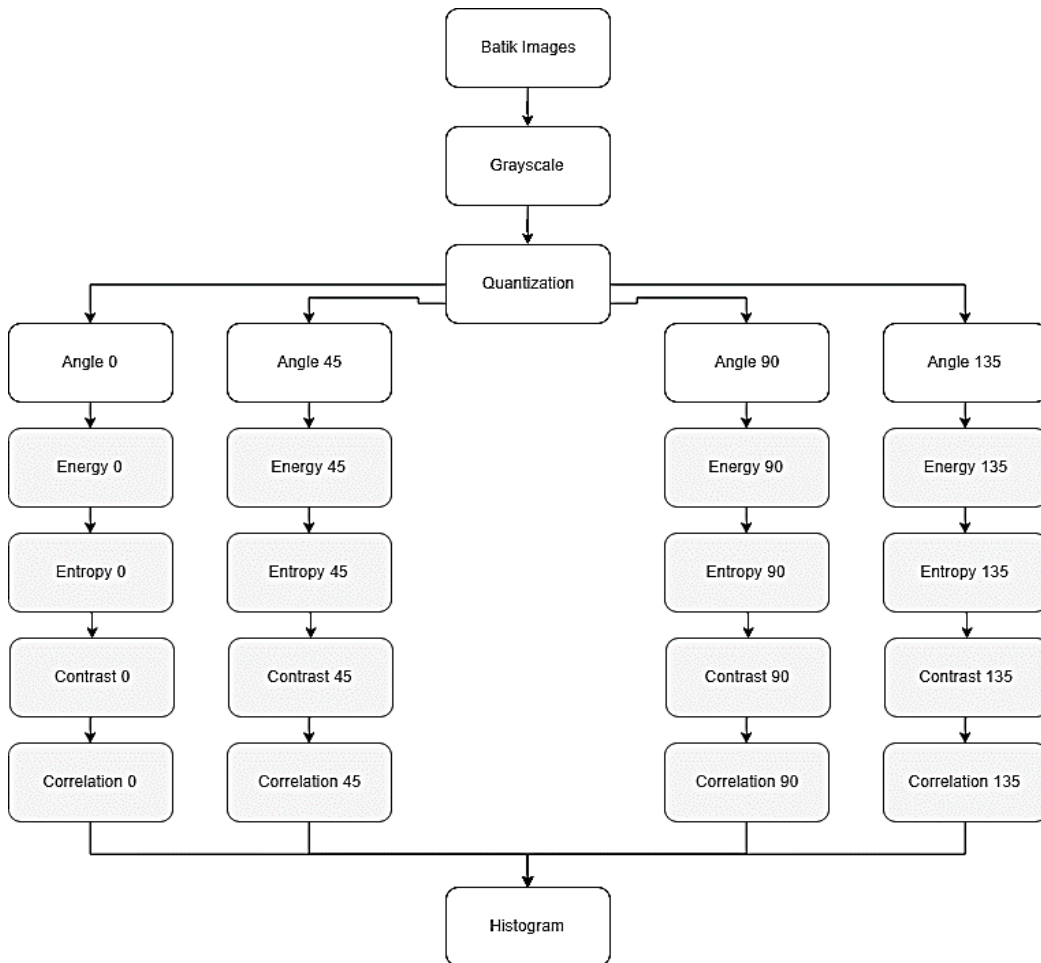 Batik Images
Grayscale
Quantization
Angle 0
Angle 45
Angle 90
Angle 135
Energy 0
Energy 45
Energy 90
Energy 135
Entropy 0
Entropy 45
Entropy 90
Entropy 135
Contrast 0
Contrast 45
Contrast 90
Contrast 135
Correlation 0
Correlation 45
Correlation 90
Correlation 135
Histogram